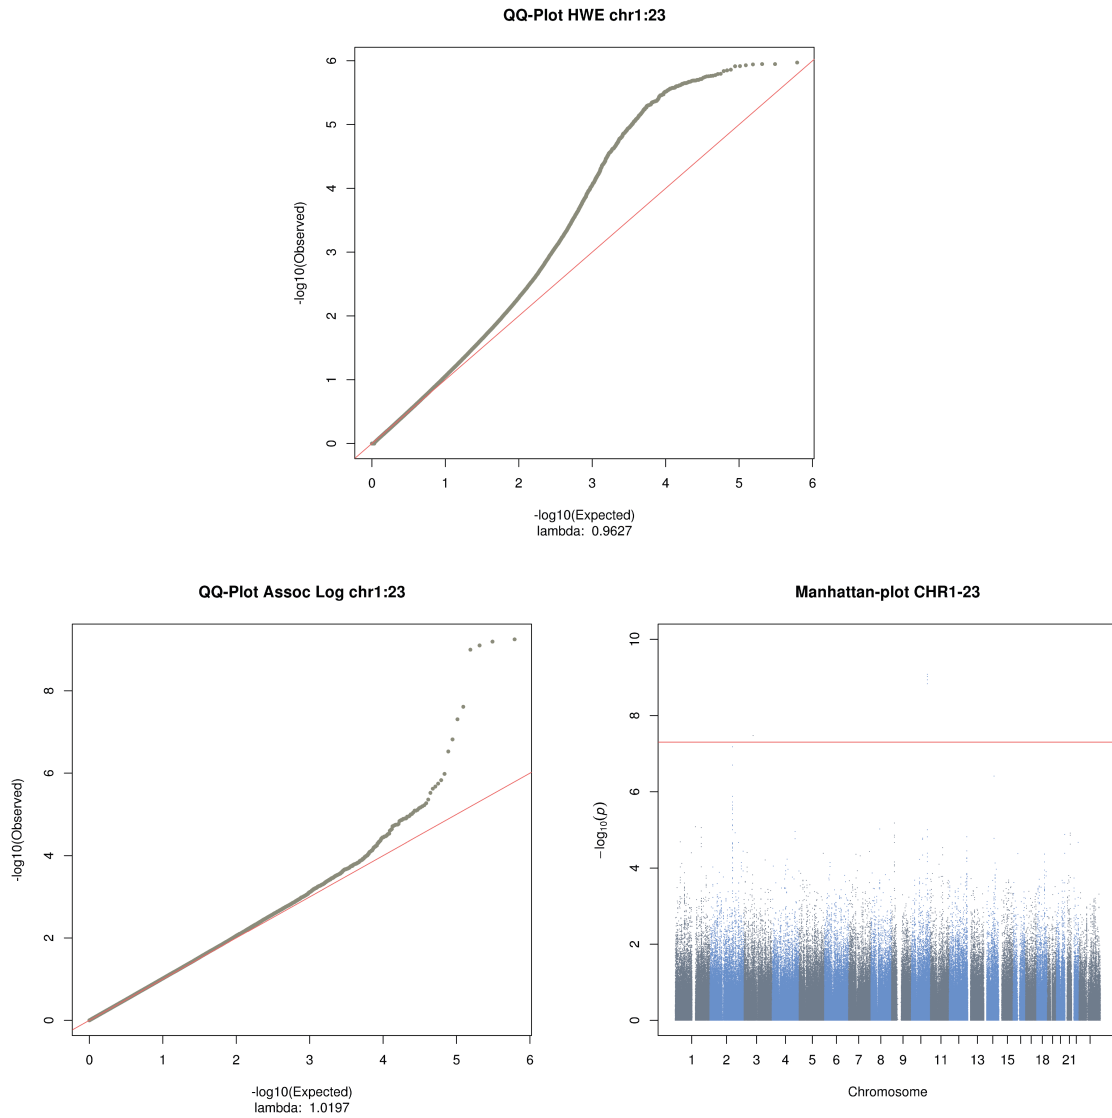 QQ-Plot HWE chr1:23
-log10(Observed)
6
5
4
3
2
1
0
0 1 2 3 4 5 6
-log10(Expected)
lambda: 0.9627
QQ-Plot Assoc Log chr1:23
-log10(Observed)
8
6
4
2
0
0 1 2 3 4 5 6
-log10(Expected)
lambda: 1.0197
Manhattan-plot CHR1-23
−log10(p)
10
8
6
4
2
0
1 2 3 4 5 6 7 8 9 11 13 15 18 21
Chromosome